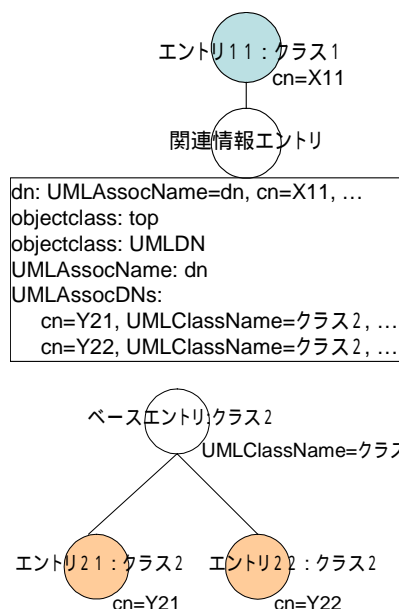 エントリ１１：クラス１
cn=X11
関連情報エントリ
dn: UMLAssocName=dn, cn=X11, …
objectclass: top
objectclass: UMLDN
UMLAssocName: dn
UMLAssocDNs:
cn=Y21, UMLClassName=クラス２, …
cn=Y22, UMLClassName=クラス２, …
ベースエントリ:クラス２
UMLClassName=クラス
エントリ２１：クラス２
エントリ２２：クラス２
cn=Y21
cn=Y22